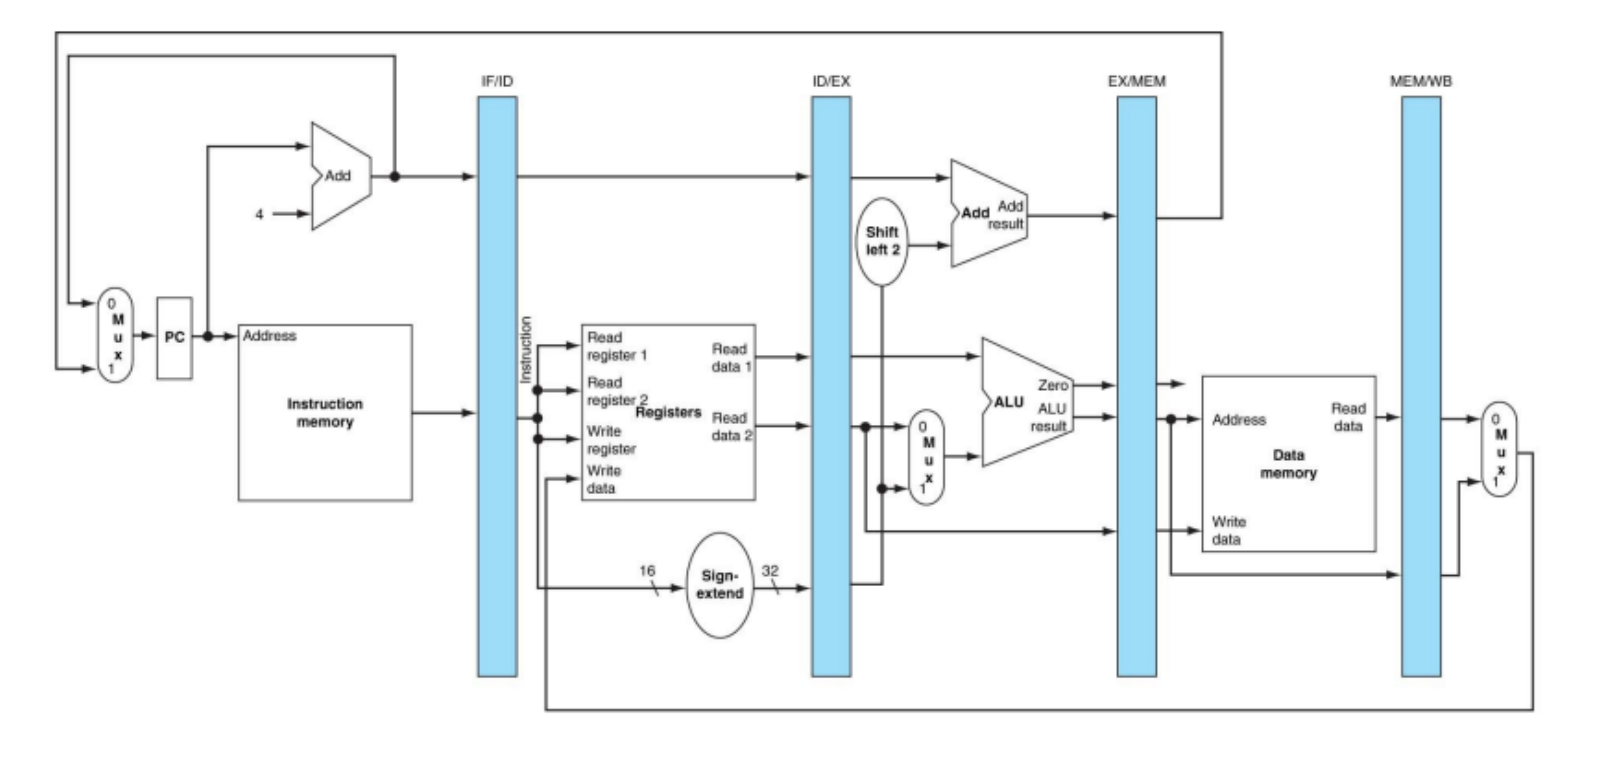 IF/ID
ID/EX
EX/MEM
MEM/WB
Add
4
0
M
u
x
1
PC
Address
Instruction
memory
Instruction
Read
register 1
Read
register 2
Registers
Write
register
Write
data
Read
data 1
Read
data 2
16
Sign-
extend
32
Shift
left 2
Add
Add
result
0
M
u
x
1
ALU
Zero
ALU
result
Address
Read
data
Data
memory
Write
data
0
M
u
x
1